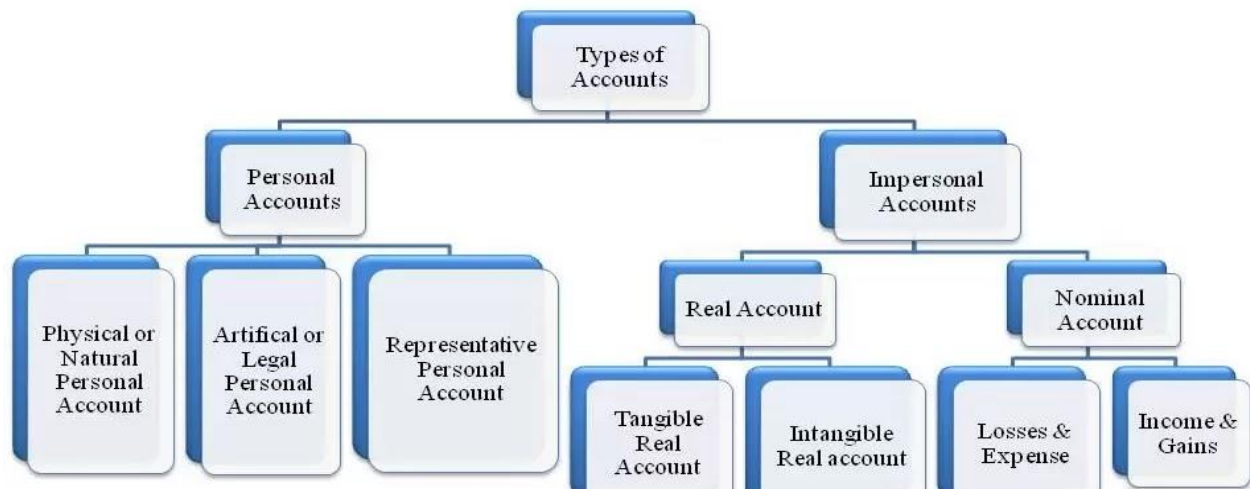 Types of
Accounts
Personal
Accounts
Impersonal
Accounts
Physical or
Natural
Personal
Account
Artifical or
Legal
Personal
Account
Representative
Personal
Account
Real Account
Nominal
Account
Tangible
Real
Account
Intangible
Real account
Losses &
Expense
Income &
Gains